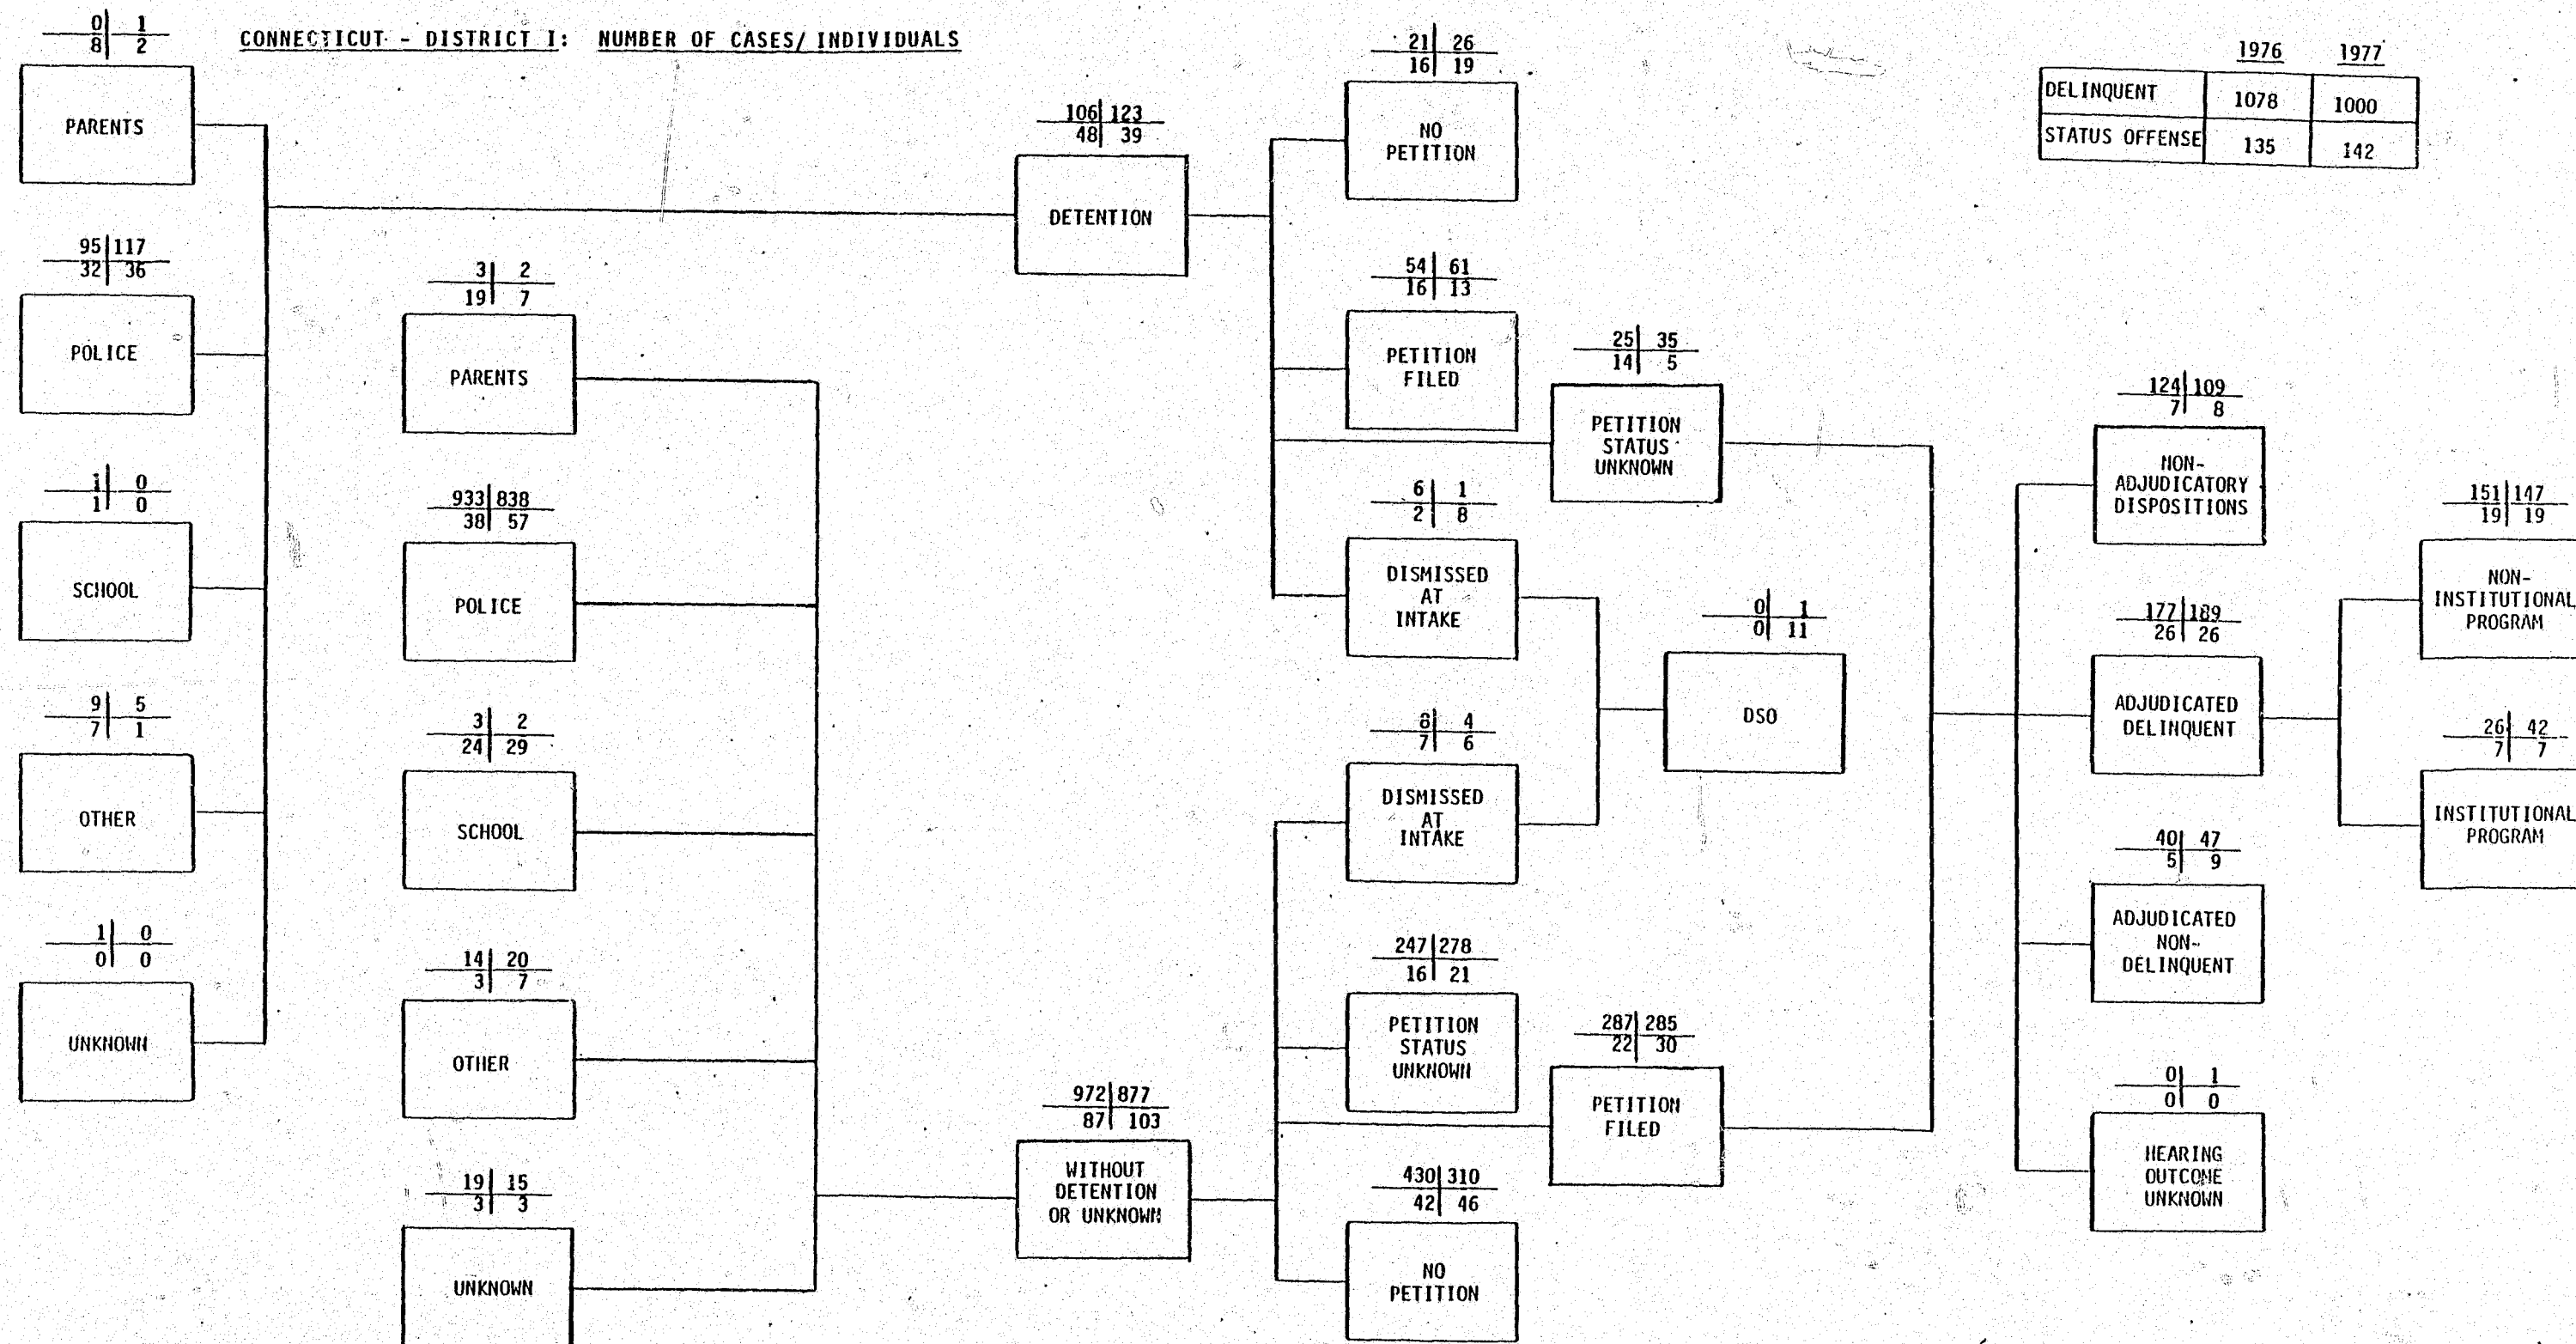 CONNECTICUT - DISTRICT I: NUMBER OF CASES/ INDIVIDUALS
1976 1977
DELINQUENT 1078 1000
STATUS OFFENSE 135 142
0 1
8 2
PARENTS
95 117
32 36
POLICE
1 0
1 0
SCHOOL
9 5
7 1
OTHER
1 0
0 0
UNKNOWN
3 2
19 7
PARENTS
933 838
38 57
POLICE
3 2
24 29
SCHOOL
14 20
3 7
OTHER
19 15
3 3
UNKNOWN
106 123
48 39
DETENTION
972 877
87 103
WITHOUT
DETENTION
OR UNKNOWN
21 26
16 19
NO
PETITION
54 61
16 13
PETITION
FILED
25 35
14 5
PETITION
STATUS
UNKNOWN
6 1
2 8
DISMISSED
AT
INTAKE
0 1
0 11
DSO
8 4
7 6
DISMISSED
AT
INTAKE
247 278
16 21
PETITION
STATUS
UNKNOWN
287 285
22 30
PETITION
FILED
430 310
42 46
NO
PETITION
124 109
7 8
NON-
ADJUDICATORY
DISPOSITIONS
177 189
26 26
ADJUDICATED
DELINQUENT
40 47
5 9
ADJUDICATED
NON-
DELINQUENT
0 1
0 0
HEARING
OUTCOME
UNKNOWN
151 147
19 19
NON-
INSTITUTIONAL
PROGRAM
26 42
7 7
INSTITUTIONAL
PROGRAM